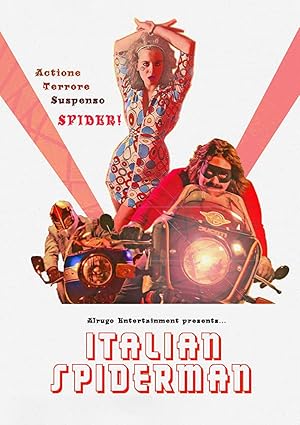 Actione
Terrore
Suspenso
SPIDER!
Alrugo Entertainment presents...
ITALIAN
SPIDERMAN